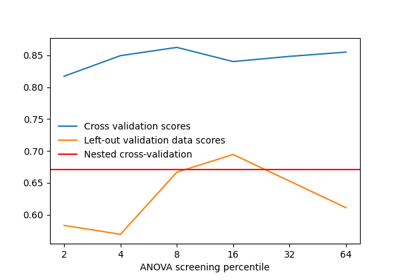 0.85
0.80
0.75
0.70
0.65
0.60
Cross validation scores
Left-out validation data scores
Nested cross-validation
2 4 8 16 32 64
ANOVA screening percentile